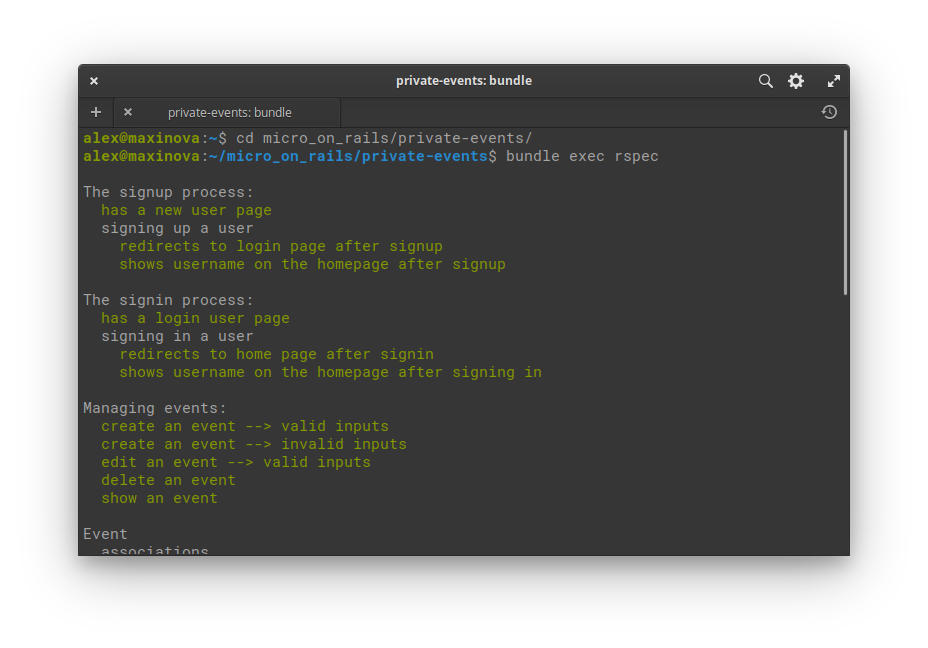 private-events: bundle
private-events: bundle
alex@maxinova:~$ cd micro_on_rails/private-events/
alex@maxinova:~/micro_on_rails/private-events$ bundle exec rspec
The signup process:
has a new user page
signing up a user
redirects to login page after signup
shows username on the homepage after signup
The signin process:
has a login user page
signing in a user
redirects to home page after signin
shows username on the homepage after signing in
Managing events:
create an event --> valid inputs
create an event --> invalid inputs
edit an event --> valid inputs
delete an event
show an event
Event
associations